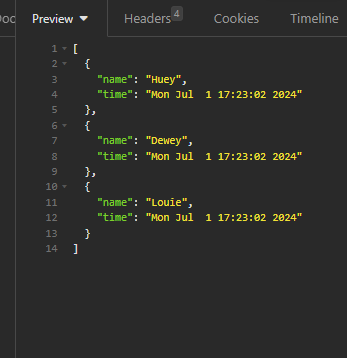 Doc Preview Headers 4 Cookies Timeline
1 [
2 {
3 "name": "Huey",
4 "time": "Mon Jul  1 17:23:02 2024"
5 },
6 {
7 "name": "Dewey",
8 "time": "Mon Jul  1 17:23:02 2024"
9 },
10 {
11 "name": "Louie",
12 "time": "Mon Jul  1 17:23:02 2024"
13 }
14 ]